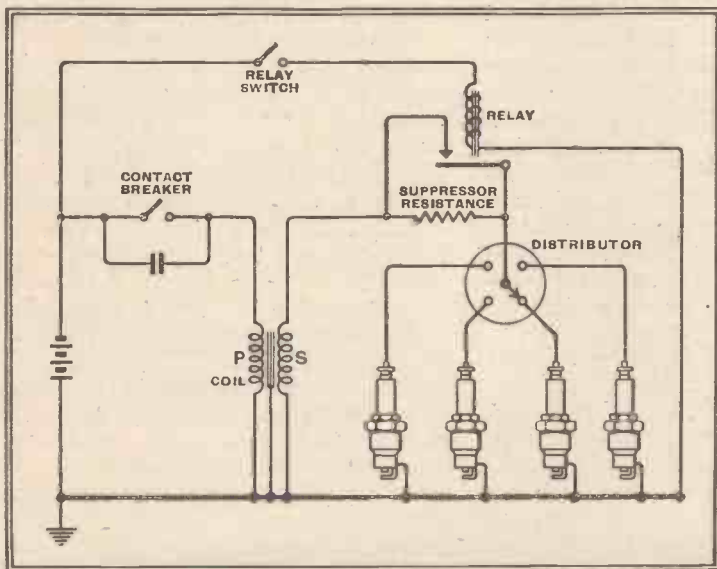 RELAY
SWITCH
RELAY
CONTACT
BREAKER
SUPPRESSOR
RESISTANCE
DISTRIBUTOR
P
S
COIL